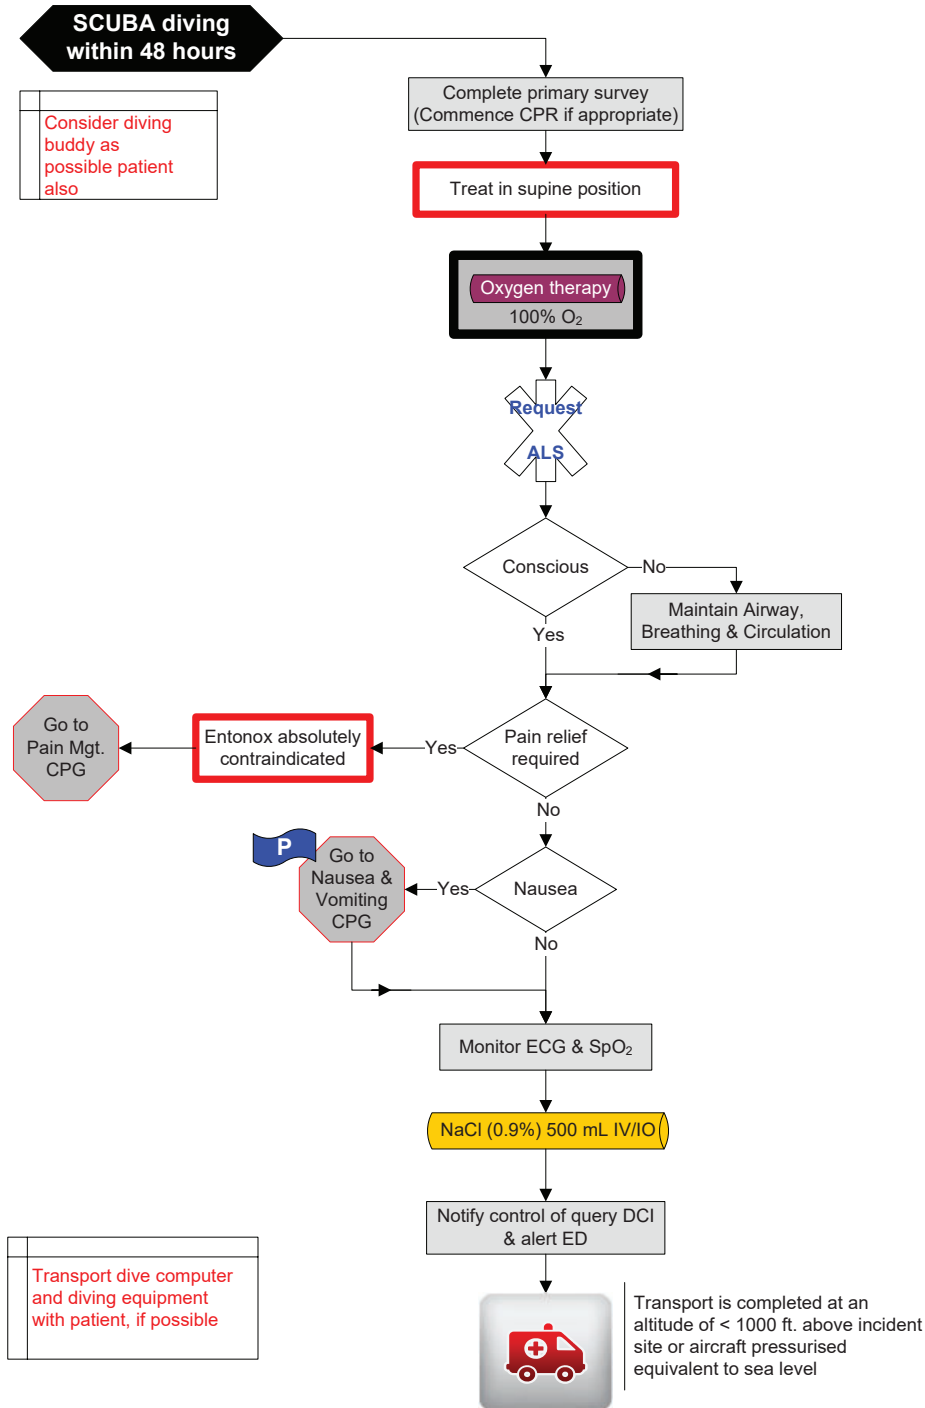 SCUBA diving
within 48 hours
Complete primary survey
(Commence CPR if appropriate)
Consider diving
buddy as
possible patient
also
Treat in supine position
Oxygen therapy
100% O₂
Request
ALS
Conscious
No
Maintain Airway,
Breathing & Circulation
Yes
Go to
Pain Mgt.
CPG
Entonox absolutely
contraindicated
Yes
Pain relief
required
No
P
Go to
Nausea &
Vomiting
CPG
Yes
Nausea
No
Monitor ECG & SpO₂
NaCl (0.9%) 500 mL IV/IO
Notify control of query DCI
& alert ED
Transport dive computer
and diving equipment
with patient, if possible
Transport is completed at an
altitude of < 1000 ft. above incident
site or aircraft pressurised
equivalent to sea level